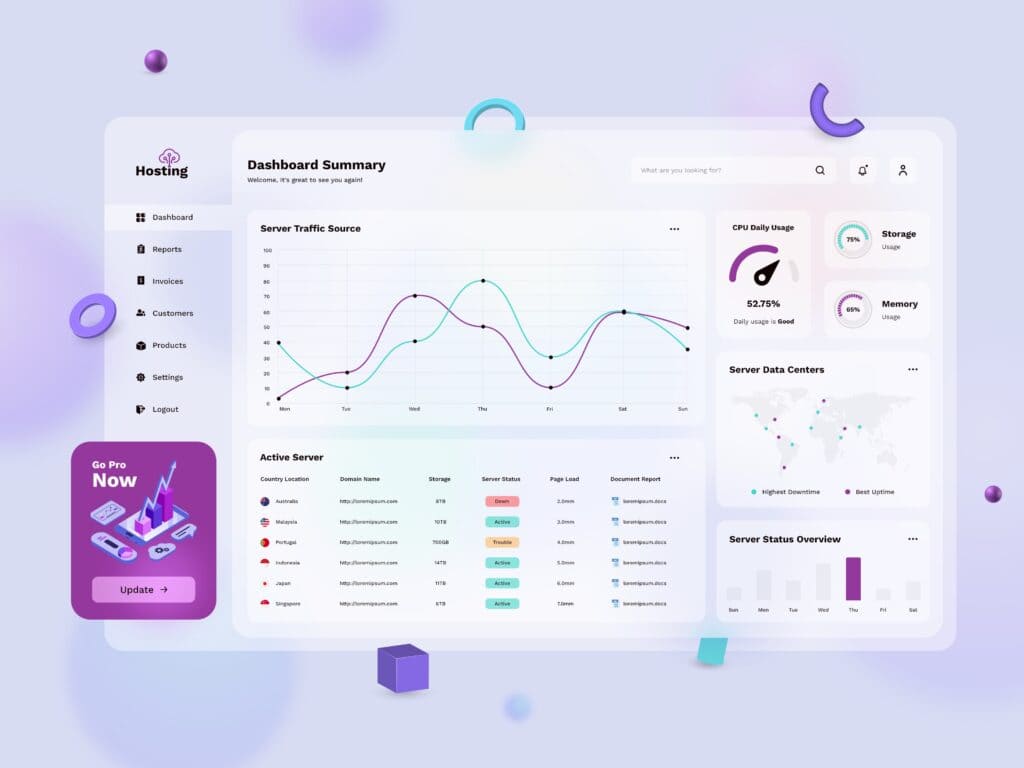 Hosting
Dashboard
Reports
Invoices
Customers
Products
Settings
Logout
Go Pro
Now
Update →
Dashboard Summary
Welcome, It's great to see you again!
What are you looking for?
Server Traffic Source
100
90
80
70
60
50
40
30
20
10
0
Mon Tue Wed Thu Fri Sat Sun
CPU Daily Usage
52.75%
Daily usage is Good
75%
Storage
Usage
65%
Memory
Usage
Server Data Centers
Highest Downtime Best Uptime
Active Server
Country Location Domain Name Storage Server Status Page Load Document Report
Australia http://loremipsum.com 8TB Down 2.0mm loremipsum.docs
Malaysia http://loremipsum.com 10TB Active 3.0mm loremipsum.docs
Portugal http://loremipsum.com 750GB Trouble 4.0mm loremipsum.docs
Indonesia http://loremipsum.com 14TB Active 5.0mm loremipsum.docs
Japan http://loremipsum.com 11TB Active 6.0mm loremipsum.docs
Singapore http://loremipsum.com 6TB Active 7.0mm loremipsum.docs
Server Status Overview
Sun Mon Tue Wed Thu Fri Sat